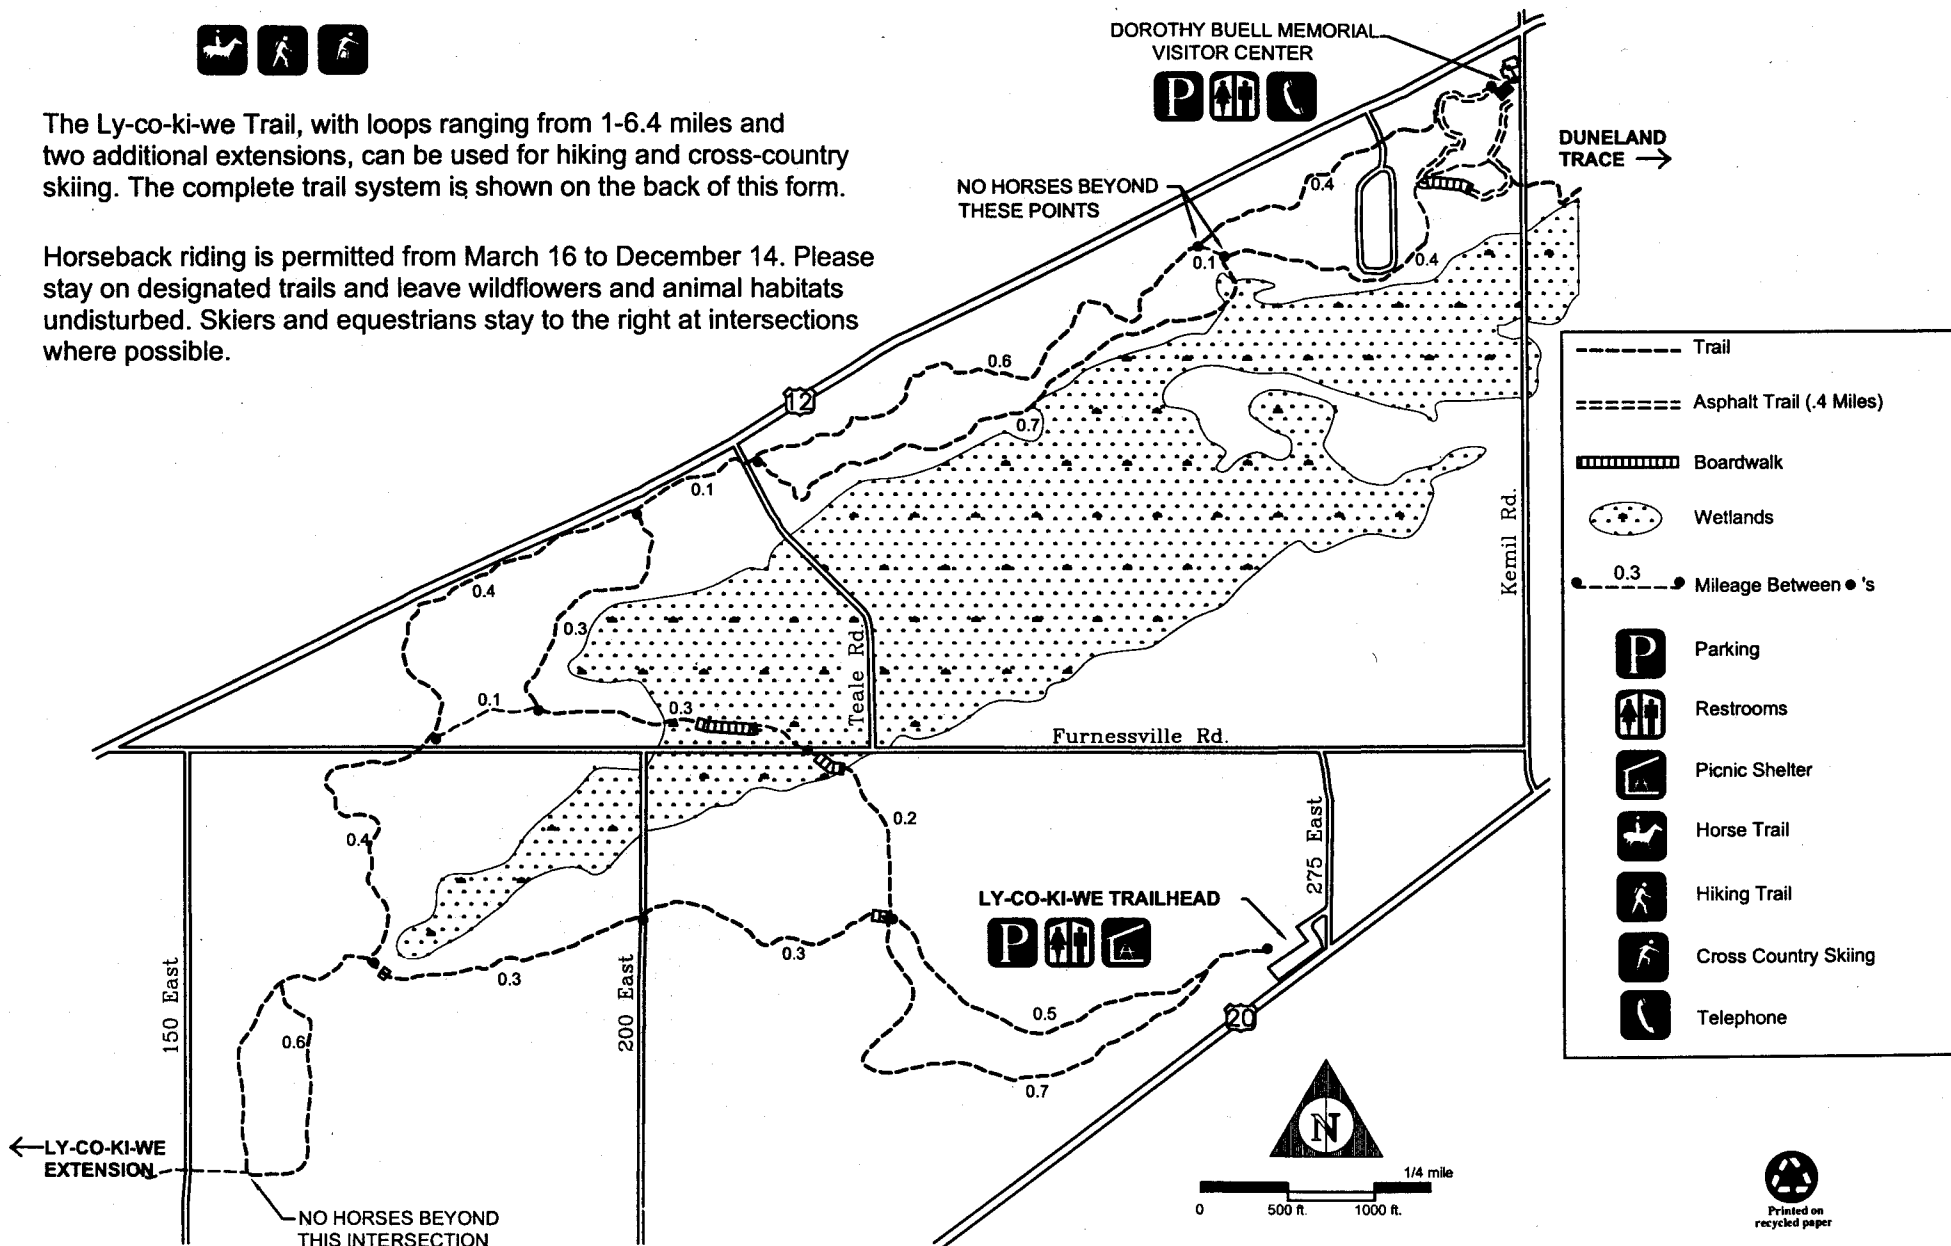 The Ly-co-ki-we Trail, with loops ranging from 1-6.4 miles and
two additional extensions, can be used for hiking and cross-country
skiing. The complete trail system is shown on the back of this form.
Horseback riding is permitted from March 16 to December 14. Please
stay on designated trails and leave wildflowers and animal habitats
undisturbed. Skiers and equestrians stay to the right at intersections
where possible.
DOROTHY BUELL MEMORIAL
VISITOR CENTER
P
DUNELAND
TRACE
NO HORSES BEYOND
THESE POINTS
0.4
0.1
0.4
0.6
12
0.7
0.1
0.4
0.3
0.1
0.3
Teale Rd.
Kemil Rd.
Furnessville Rd.
0.4
0.2
275 East
LY-CO-KI-WE TRAILHEAD
P
0.3
0.3
150 East
200 East
0.5
20
0.6
0.7
LY-CO-KI-WE
EXTENSION
NO HORSES BEYOND
THIS INTERSECTION
N
1/4 mile
0
500 ft.
1000 ft.
Trail
Asphalt Trail (.4 Miles)
Boardwalk
Wetlands
0.3
Mileage Between ●'s
P
Parking
Restrooms
Picnic Shelter
Horse Trail
Hiking Trail
Cross Country Skiing
Telephone
Printed on
recycled paper